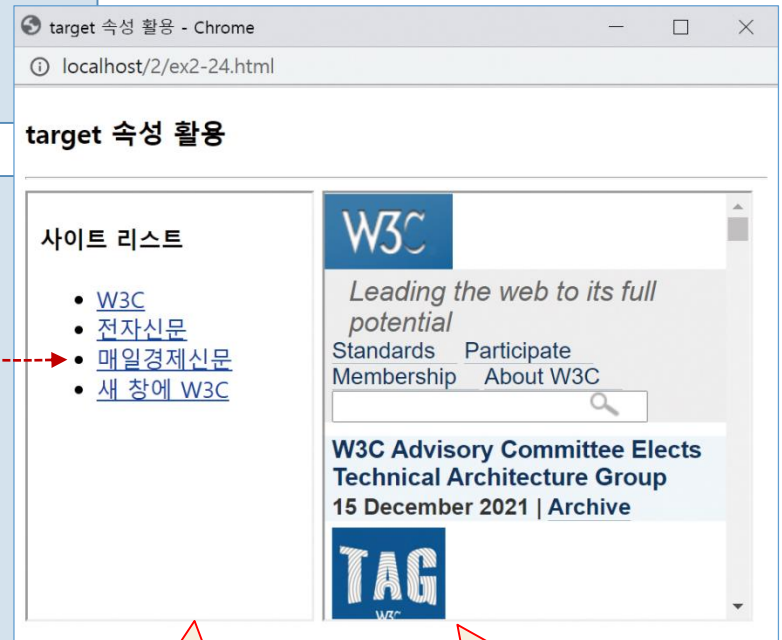 target 속성 활용 - Chrome
localhost/2/ex2-24.html
target 속성 활용
사이트 리스트
W3C
전자신문
매일경제신문
새 창에 W3C
W3C
Leading the web to its full
potential
Standards Participate
Membership About W3C
W3C Advisory Committee Elects
Technical Architecture Group
15 December 2021 | Archive
TAG
W3C